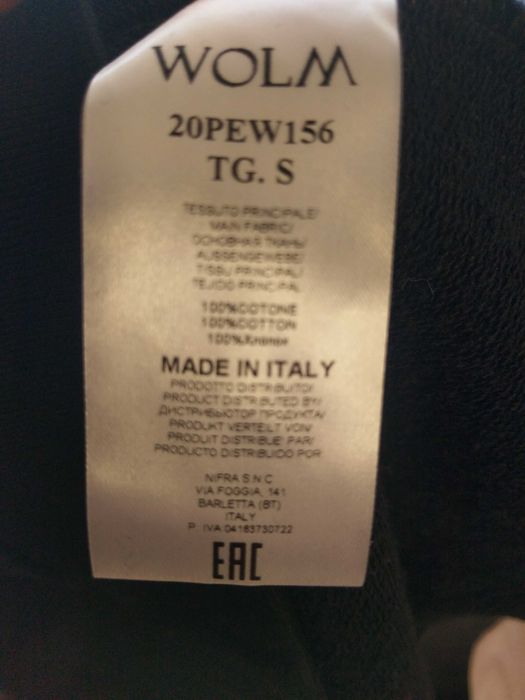 WOLM
20PEW156
TG. S
TESSUTO PRINCIPALE/
MAIN FABRIC/
ОСНОВНАЯ ТКАНЬ/
AUSSENGEWEBE/
TISSU PRINCIPAL/
TEJIDO PRINCIPAL
100%COTONE
100%COTTON
100%Хлопок
MADE IN ITALY
PRODOTTO DISTRIBUITO/
PRODUCT DISTRIBUTED BY/
ДИСТРИБЬЮТОР ПРОДУКТА/
PRODUKT VERTEILT VON/
PRODUIT DISTRIBUE PAR/
PRODUCTO DISTRIBUIDO POR
NIFRA S.N.C
VIA FOGGIA, 141
BARLETTA (BT)
ITALY
P. IVA 04163730722
EAC